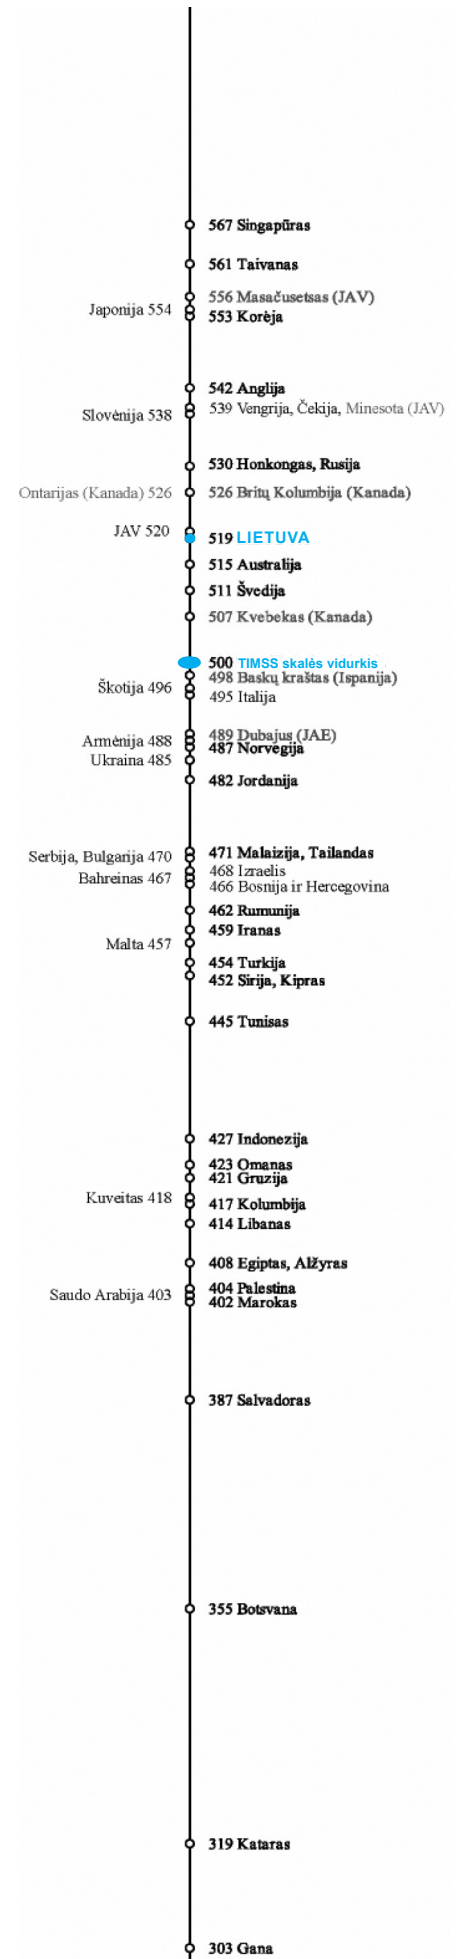 567 Singapūras
561 Taivanas
556 Masačusetsas (JAV)
Japonija 554
553 Korėja
542 Anglija
539 Vengrija, Čekija, Minesota (JAV)
Slovėnija 538
530 Honkongas, Rusija
Ontarijas (Kanada) 526
526 Britų Kolumbija (Kanada)
JAV 520
519 LIETUVA
515 Australija
511 Švedija
507 Kvebekas (Kanada)
500 TIMSS skalės vidurkis
498 Baskų kraštas (Ispanija)
Škotija 496
495 Italija
489 Dubajus (JAE)
Armėnija 488
487 Norvegija
Ukraina 485
482 Jordanija
471 Malaizija, Tailandas
Serbija, Bulgarija 470
468 Izraelis
Bahreinas 467
466 Bosnija ir Hercegovina
462 Rumunija
459 Iranas
Malta 457
454 Turkija
452 Sirija, Kipras
445 Tunisas
427 Indonezija
423 Omanas
421 Gruzija
Kuveitas 418
417 Kolumbija
414 Libanas
408 Egiptas, Alžyras
404 Palestina
Saudo Arabija 403
402 Marokas
387 Salvadoras
355 Botsvana
319 Kataras
303 Gana